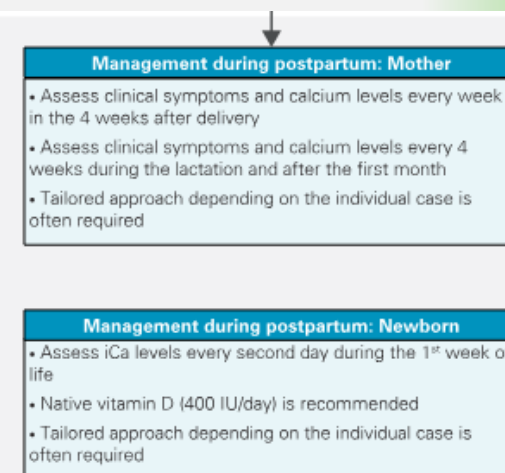 Management during postpartum: Mother
• Assess clinical symptoms and calcium levels every week
in the 4 weeks after delivery
• Assess clinical symptoms and calcium levels every 4
weeks during the lactation and after the first month
• Tailored approach depending on the individual case is
often required
Management during postpartum: Newborn
• Assess iCa levels every second day during the 1st week o
life
• Native vitamin D (400 IU/day) is recommended
• Tailored approach depending on the individual case is
often required